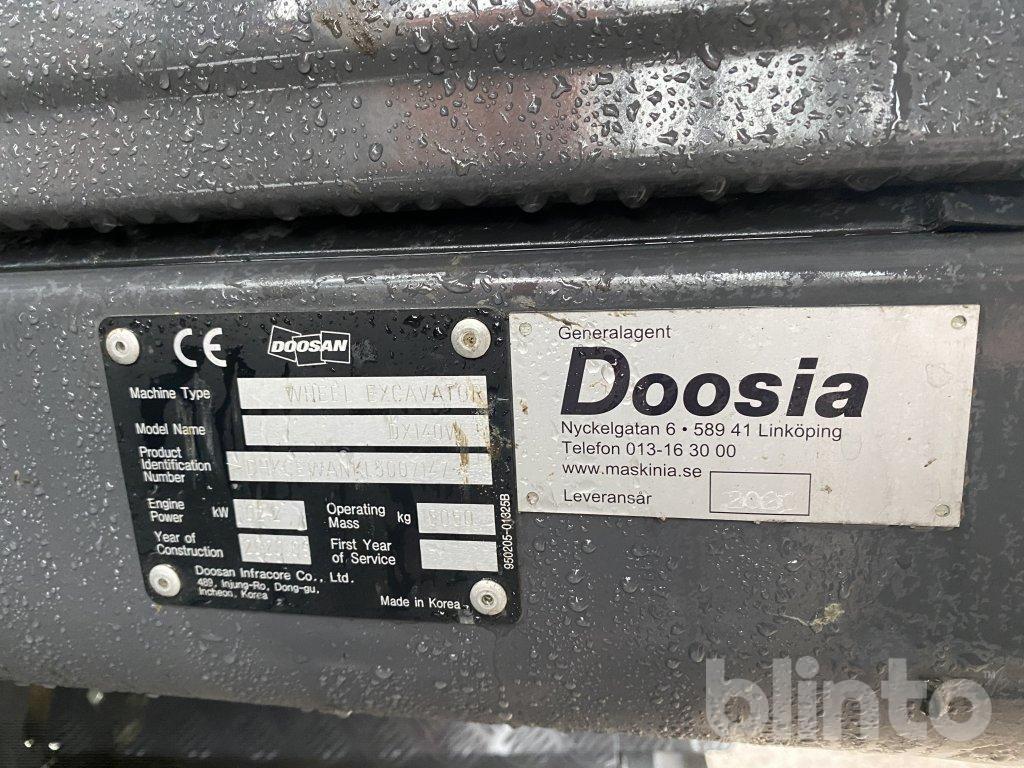 CE
DOOSAN
Machine Type WHEEL EXCAVATOR
Model Name
Product Identification Number
Engine Power kW
Operating Mass kg
Year of Construction
First Year of Service
Doosan Infracore Co., Ltd.
489, Injung-Ro, Dong-gu,
Incheon, Korea
Made in Korea
950205-01325B
Generalagent
Doosia
Nyckelgatan 6 • 589 41 Linköping
Telefon 013-16 30 00
www.maskinia.se
Leveransår
blinto